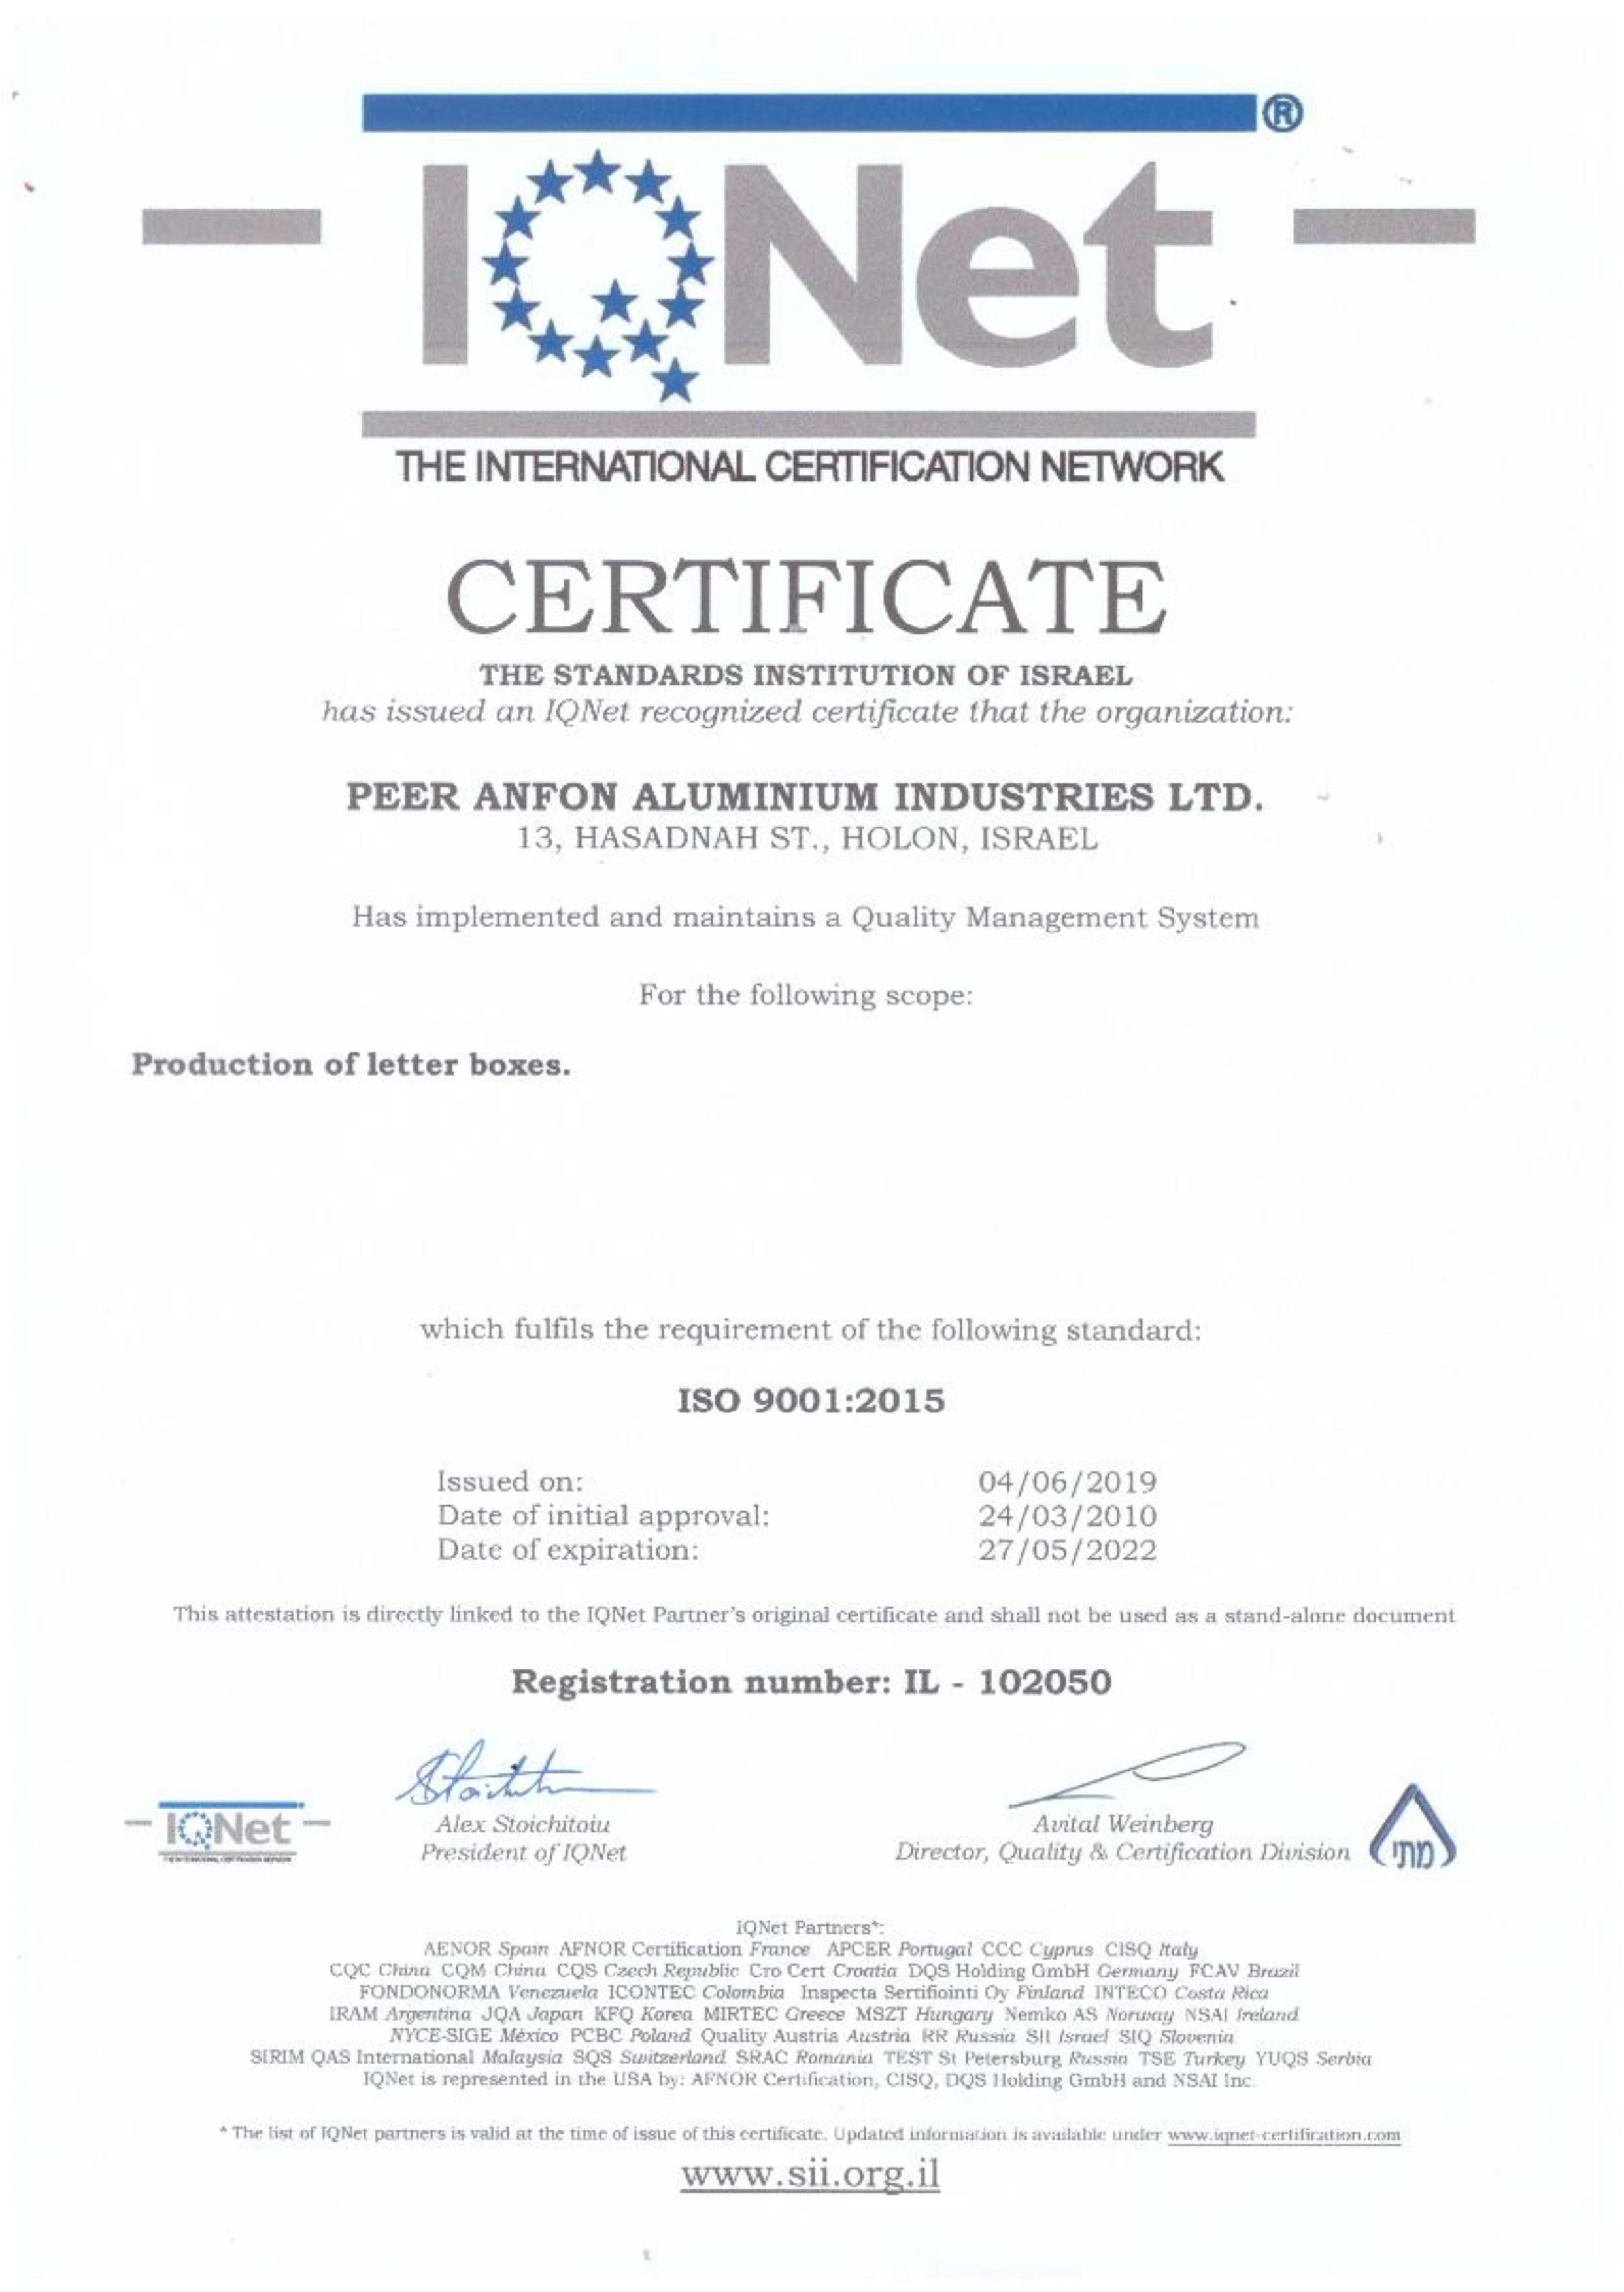 IQNet ®
THE INTERNATIONAL CERTIFICATION NETWORK
CERTIFICATE
THE STANDARDS INSTITUTION OF ISRAEL
has issued an IQNet recognized certificate that the organization:
PEER ANFON ALUMINIUM INDUSTRIES LTD.
13, HASADNAH ST., HOLON, ISRAEL
Has implemented and maintains a Quality Management System
For the following scope:
Production of letter boxes.
which fulfils the requirement of the following standard:
ISO 9001:2015
Issued on: 04/06/2019
Date of initial approval: 24/03/2010
Date of expiration: 27/05/2022
This attestation is directly linked to the IQNet Partner's original certificate and shall not be used as a stand-alone document
Registration number: IL - 102050
IQNet
THE INTERNATIONAL CERTIFICATION NETWORK
Alex Stoichitoiu
President of IQNet
Avital Weinberg
Director, Quality & Certification Division
מתי
IQNet Partners*:
AENOR Spain AFNOR Certification France APCER Portugal CCC Cyprus CISQ Italy
CQC China CQM China CQS Czech Republic Cro Cert Croatia DQS Holding GmbH Germany FCAV Brazil
FONDONORMA Venezuela ICONTEC Colombia Inspecta Sertifiointi Oy Finland INTECO Costa Rica
IRAM Argentina JQA Japan KFQ Korea MIRTEC Greece MSZT Hungary Nemko AS Norway NSAI Ireland
NYCE-SIGE México PCBC Poland Quality Austria Austria RR Russia SII Israel SIQ Slovenia
SIRIM QAS International Malaysia SQS Switzerland SRAC Romania TEST St Petersburg Russia TSE Turkey YUQS Serbia
IQNet is represented in the USA by: AFNOR Certification, CISQ, DQS Holding GmbH and NSAI Inc.
* The list of IQNet partners is valid at the time of issue of this certificate. Updated information is available under www.iqnet-certification.com
www.sii.org.il